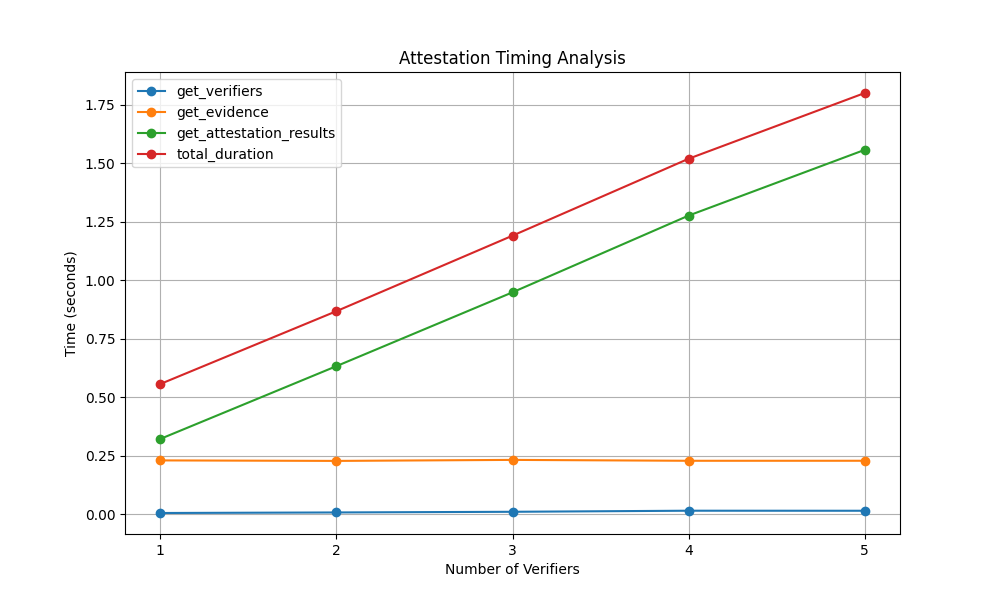 Attestation Timing Analysis
get_verifiers
get_evidence
get_attestation_results
total_duration
1.75
1.50
1.25
1.00
0.75
0.50
0.25
0.00
Time (seconds)
1 2 3 4 5
Number of Verifiers